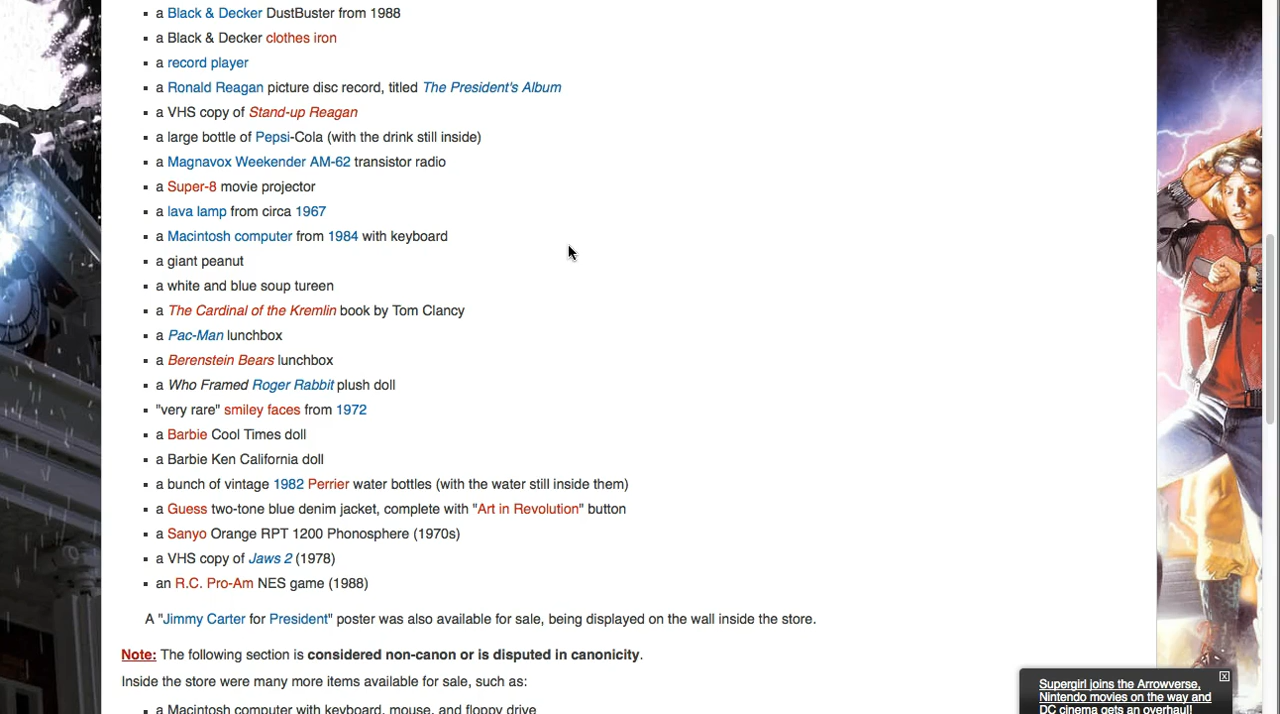 a Black & Decker DustBuster from 1988
a Black & Decker clothes iron
a record player
a Ronald Reagan picture disc record, titled The President's Album
a VHS copy of Stand-up Reagan
a large bottle of Pepsi-Cola (with the drink still inside)
a Magnavox Weekender AM-62 transistor radio
a Super-8 movie projector
a lava lamp from circa 1967
a Macintosh computer from 1984 with keyboard
a giant peanut
a white and blue soup tureen
a The Cardinal of the Kremlin book by Tom Clancy
a Pac-Man lunchbox
a Berenstein Bears lunchbox
a Who Framed Roger Rabbit plush doll
"very rare" smiley faces from 1972
a Barbie Cool Times doll
a Barbie Ken California doll
a bunch of vintage 1982 Perrier water bottles (with the water still inside them)
a Guess two-tone blue denim jacket, complete with "Art in Revolution" button
a Sanyo Orange RPT 1200 Phonosphere (1970s)
a VHS copy of Jaws 2 (1978)
an R.C. Pro-Am NES game (1988)
A "Jimmy Carter for President" poster was also available for sale, being displayed on the wall inside the store.
Note: The following section is considered non-canon or is disputed in canonicity.
Inside the store were many more items available for sale, such as:
a Macintosh computer with keyboard, mouse, and floppy drive
Supergirl joins the Arrowverse,
Nintendo movies on the way and
DC cinema gets an overhaul!